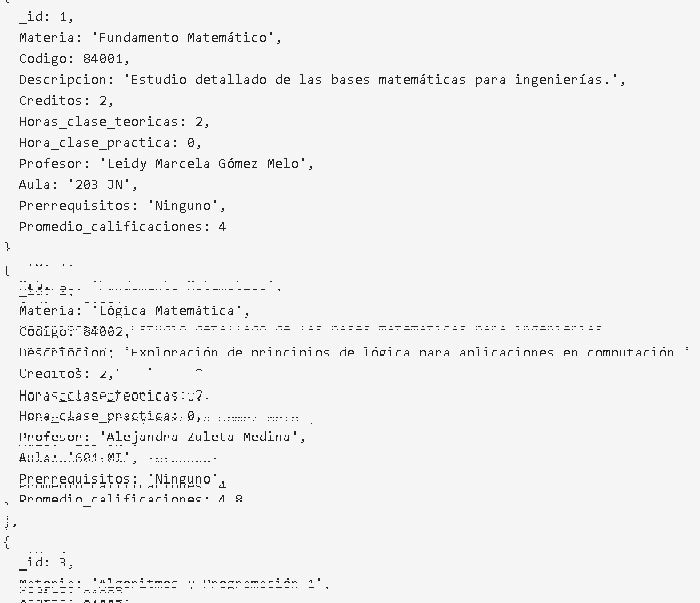 {
_id: 1,
Materia: 'Fundamento Matemático',
Codigo: 84001,
Descripcion: 'Estudio detallado de las bases matemáticas para ingenierías.',
Creditos: 2,
Horas_clase_teoricas: 2,
Hora_clase_practica: 0,
Profesor: 'Leidy Marcela Gómez Melo',
Aula: '203 JN',
Prerrequisitos: 'Ninguno',
Promedio_calificaciones: 4
}
{
_id: 2,
Materia: 'Lógica Matemática',
Codigo: 84002,
Descripcion: 'Exploración de principios de lógica para aplicaciones en computación.'
Creditos: 2,
Horas_clase_teoricas: 2,
Hora_clase_practica: 0,
Profesor: 'Alejandra Zuleta Medina',
Aula: '601 MI',
Prerrequisitos: 'Ninguno',
Promedio_calificaciones: 4.8
},
{
_id: 3,
Materia: 'Algoritmos y Programación 1',